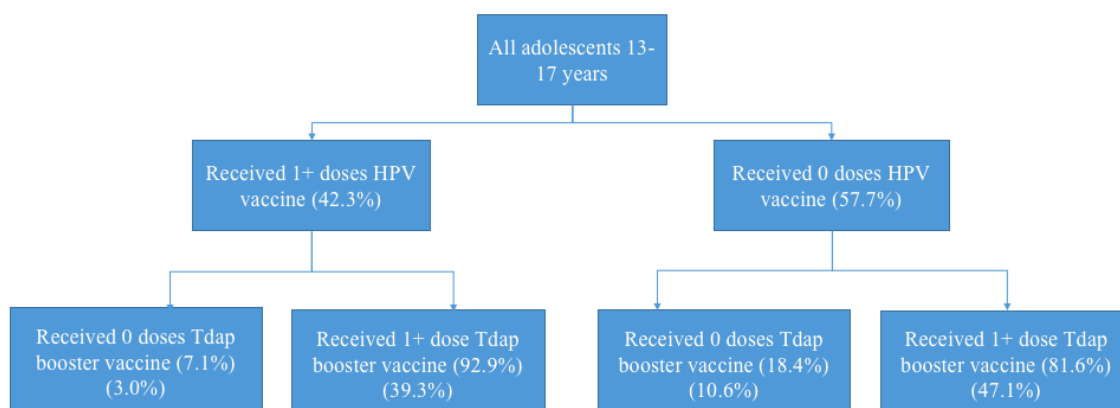 All adolescents 13-
17 years
Received 1+ doses HPV
vaccine (42.3%)
Received 0 doses HPV
vaccine (57.7%)
Received 0 doses Tdap
booster vaccine (7.1%)
(3.0%)
Received 1+ dose Tdap
booster vaccine (92.9%)
(39.3%)
Received 0 doses Tdap
booster vaccine (18.4%)
(10.6%)
Received 1+ dose Tdap
booster vaccine (81.6%)
(47.1%)